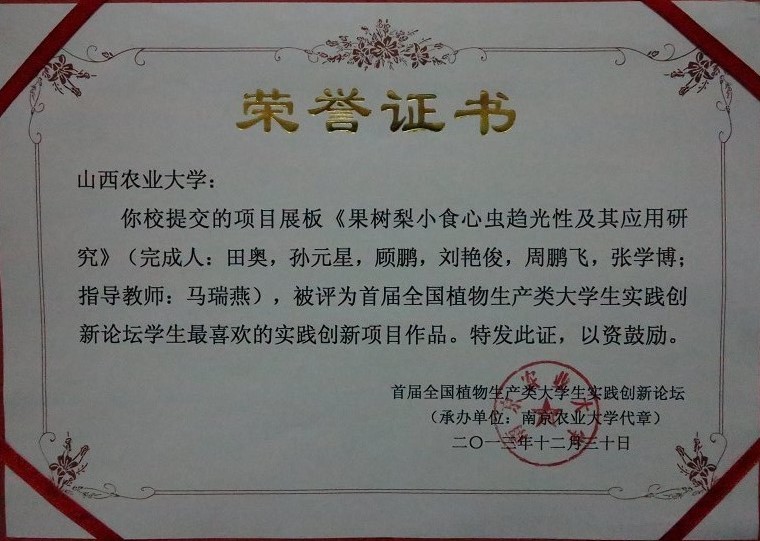 荣誉证书
山西农业大学：
你校提交的项目展板《果树梨小食心虫趋光性及其应用研
究》（完成人：田奥，孙元星，顾鹏，刘艳俊，周鹏飞，张学博；
指导教师：马瑞燕），被评为首届全国植物生产类大学生实践创
新论坛学生最喜欢的实践创新项目作品。特发此证，以资鼓励。
首届全国植物生产类大学生实践创新论坛
（承办单位：南京农业大学代章）
二〇一三年十二月三十日
南京农业大学